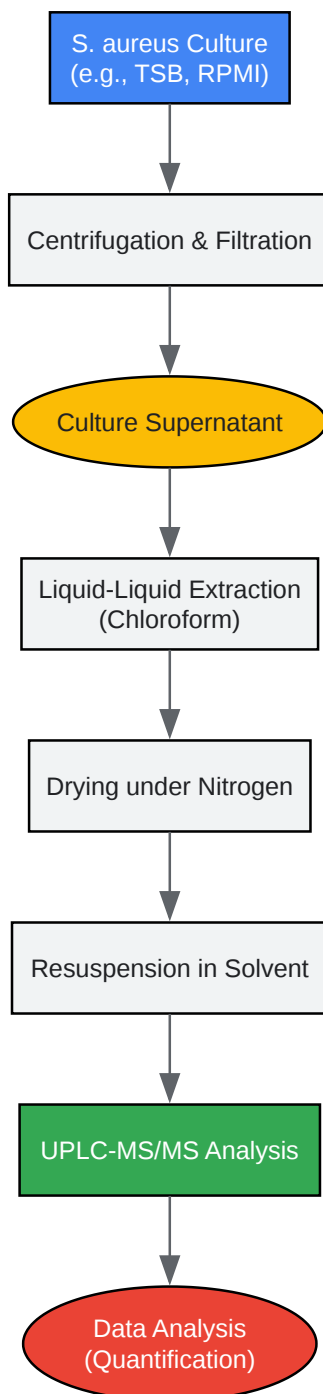 S. aureus Culture
(e.g., TSB, RPMI)
Centrifugation & Filtration
Culture Supernatant
Liquid-Liquid Extraction
(Chloroform)
Drying under Nitrogen
Resuspension in Solvent
UPLC-MS/MS Analysis
Data Analysis
(Quantification)